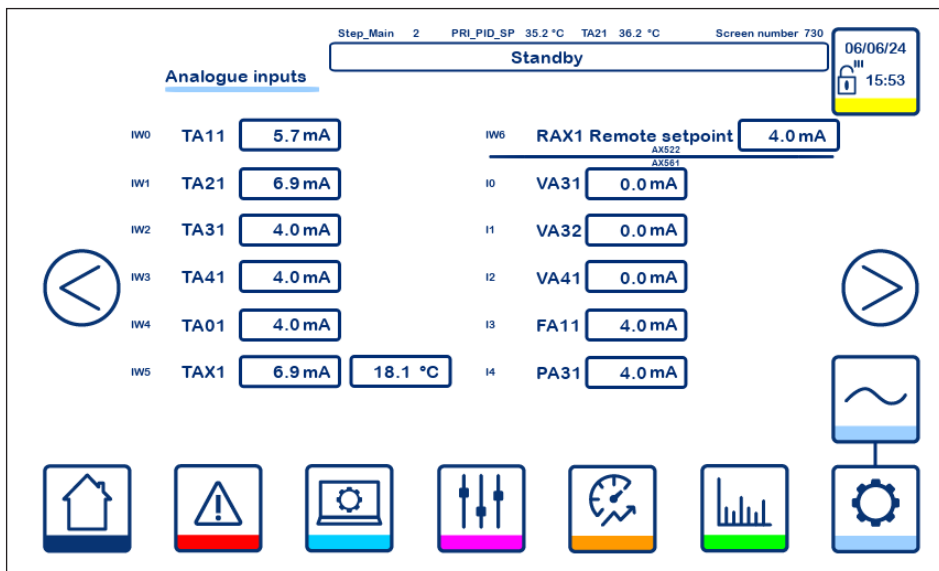 Step_Main 2 PRI_PID_SP 35.2 °C TA21 36.2 °C Screen number 730
Standby
06/06/24
15:53
Analogue inputs
IW0 TA11 5.7 mA
IW1 TA21 6.9 mA
IW2 TA31 4.0 mA
IW3 TA41 4.0 mA
IW4 TA01 4.0 mA
IW5 TAX1 6.9 mA 18.1 °C
IW6 RAX1 Remote setpoint 4.0 mA
AX522
AX561
I0 VA31 0.0 mA
I1 VA32 0.0 mA
I2 VA41 0.0 mA
I3 FA11 4.0 mA
I4 PA31 4.0 mA